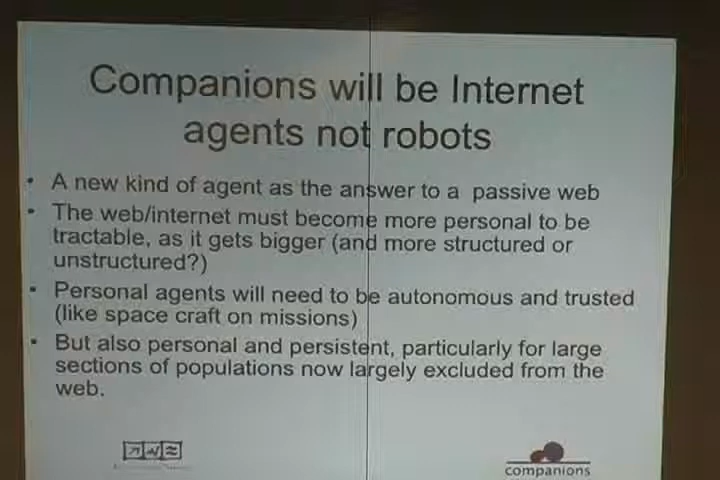 Companions will be Internet
agents not robots
• A new kind of agent as the answer to a passive web
• The web/internet must become more personal to be
tractable, as it gets bigger (and more structured or
unstructured?)
• Personal agents will need to be autonomous and trusted
(like space craft on missions)
• But also personal and persistent, particularly for large
sections of populations now largely excluded from the
web.
companions